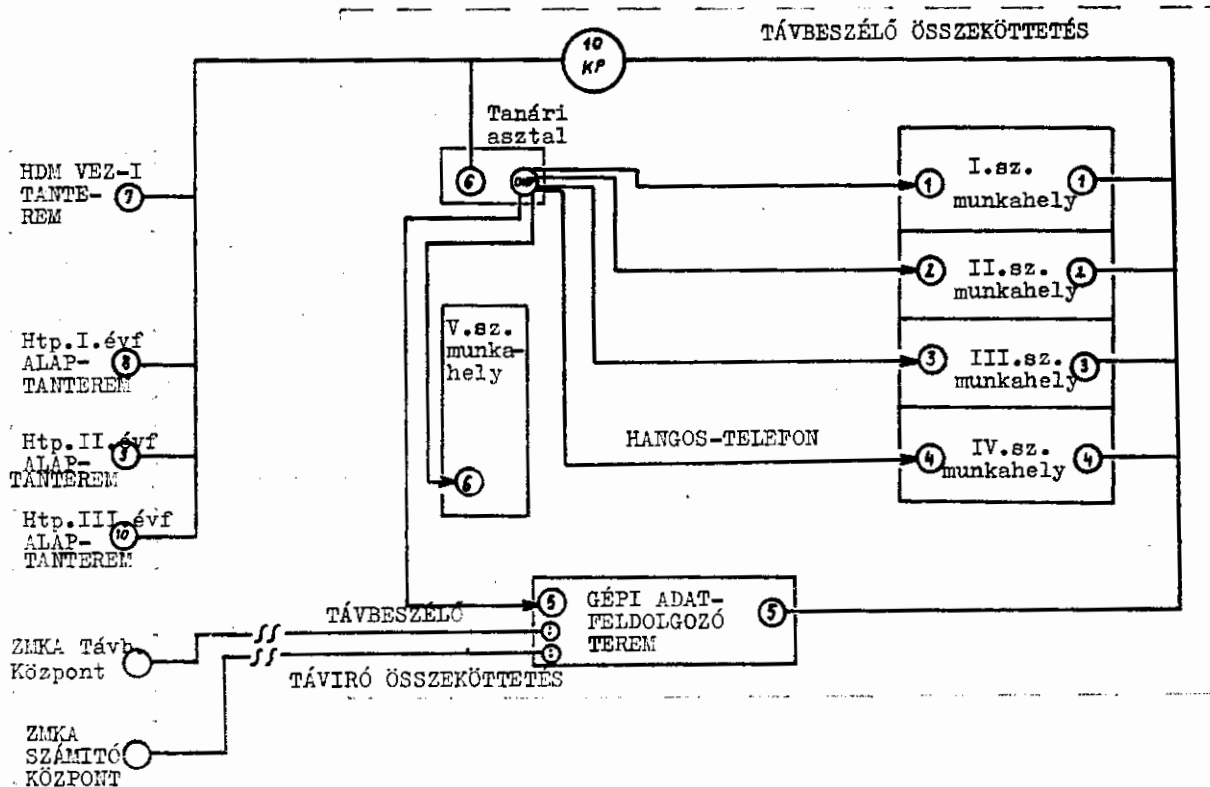 TÁVBESZÉLŐ ÖSSZEKÖTTETÉS
10
KP
Tanári
asztal
6
HDM VEZ-I
TANTE-
REM
7
1
I.sz.
munkahely
1
2
II.sz.
munkahely
2
3
III.sz.
munkahely
3
4
IV.sz.
munkahely
4
V.sz.
munka-
hely
6
HANGOS-TELEFON
Htp.I.évf
ALAP-
TANTEREM
8
Htp.II.évf
ALAP-
TANTEREM
9
Htp.III.évf
ALAP-
TANTEREM
10
5
GÉPI ADAT-
FELDOLGOZÓ
TEREM
5
TÁVBESZÉLŐ
TÁVIRÓ ÖSSZEKÖTTETÉS
ZMKA Távb
Központ
ZMKA
SZÁMITÓ
KÖZPONT